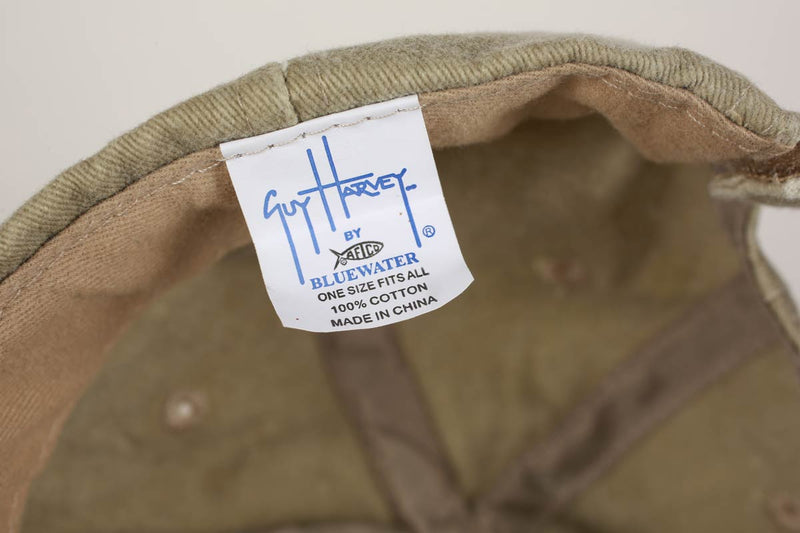 GUY HARVEY
®
BY
AFTCO
BLUEWATER
ONE SIZE FITS ALL
100% COTTON
MADE IN CHINA